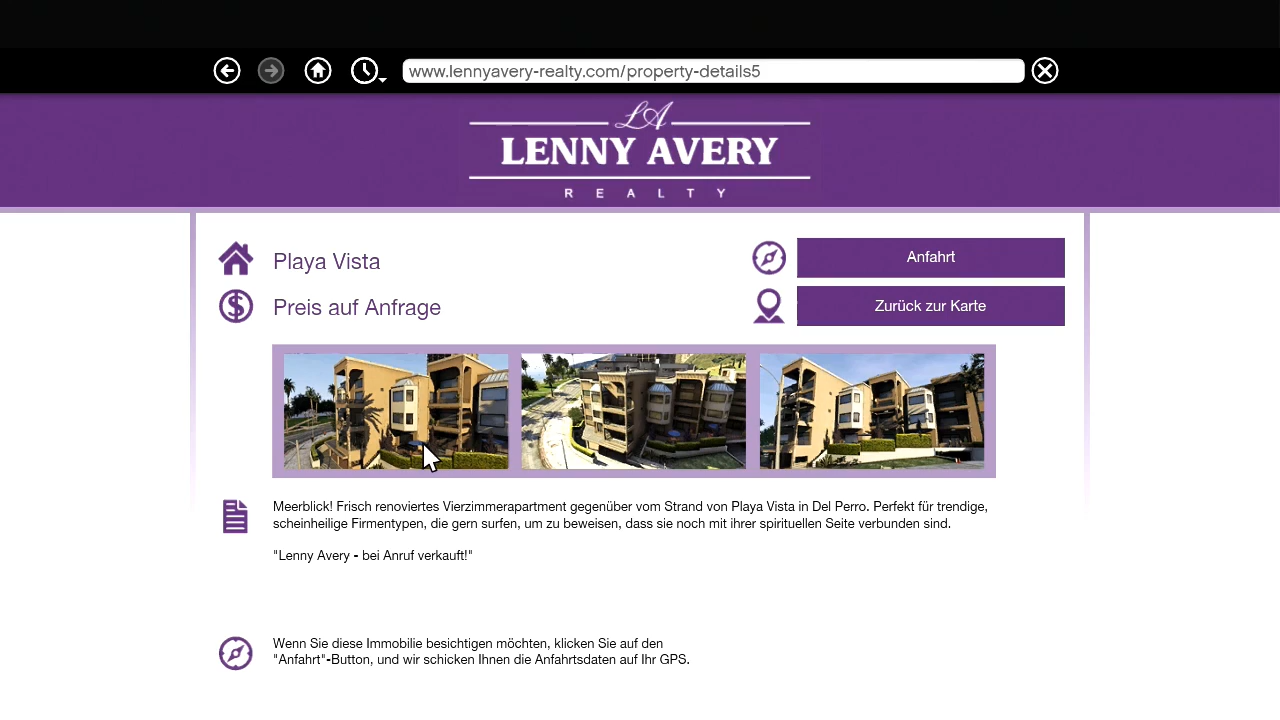 www.lennyavery-realty.com/property-details5
LA
LENNY AVERY
REALTY
Playa Vista
Anfahrt
Preis auf Anfrage
Zurück zur Karte
Meerblick! Frisch renoviertes Vierzimmerapartment gegenüber vom Strand von Playa Vista in Del Perro. Perfekt für trendige,
scheinheilige Firmentypen, die gern surfen, um zu beweisen, dass sie noch mit ihrer spirituellen Seite verbunden sind.
"Lenny Avery - bei Anruf verkauft!"
Wenn Sie diese Immobilie besichtigen möchten, klicken Sie auf den
"Anfahrt"-Button, und wir schicken Ihnen die Anfahrtsdaten auf Ihr GPS.